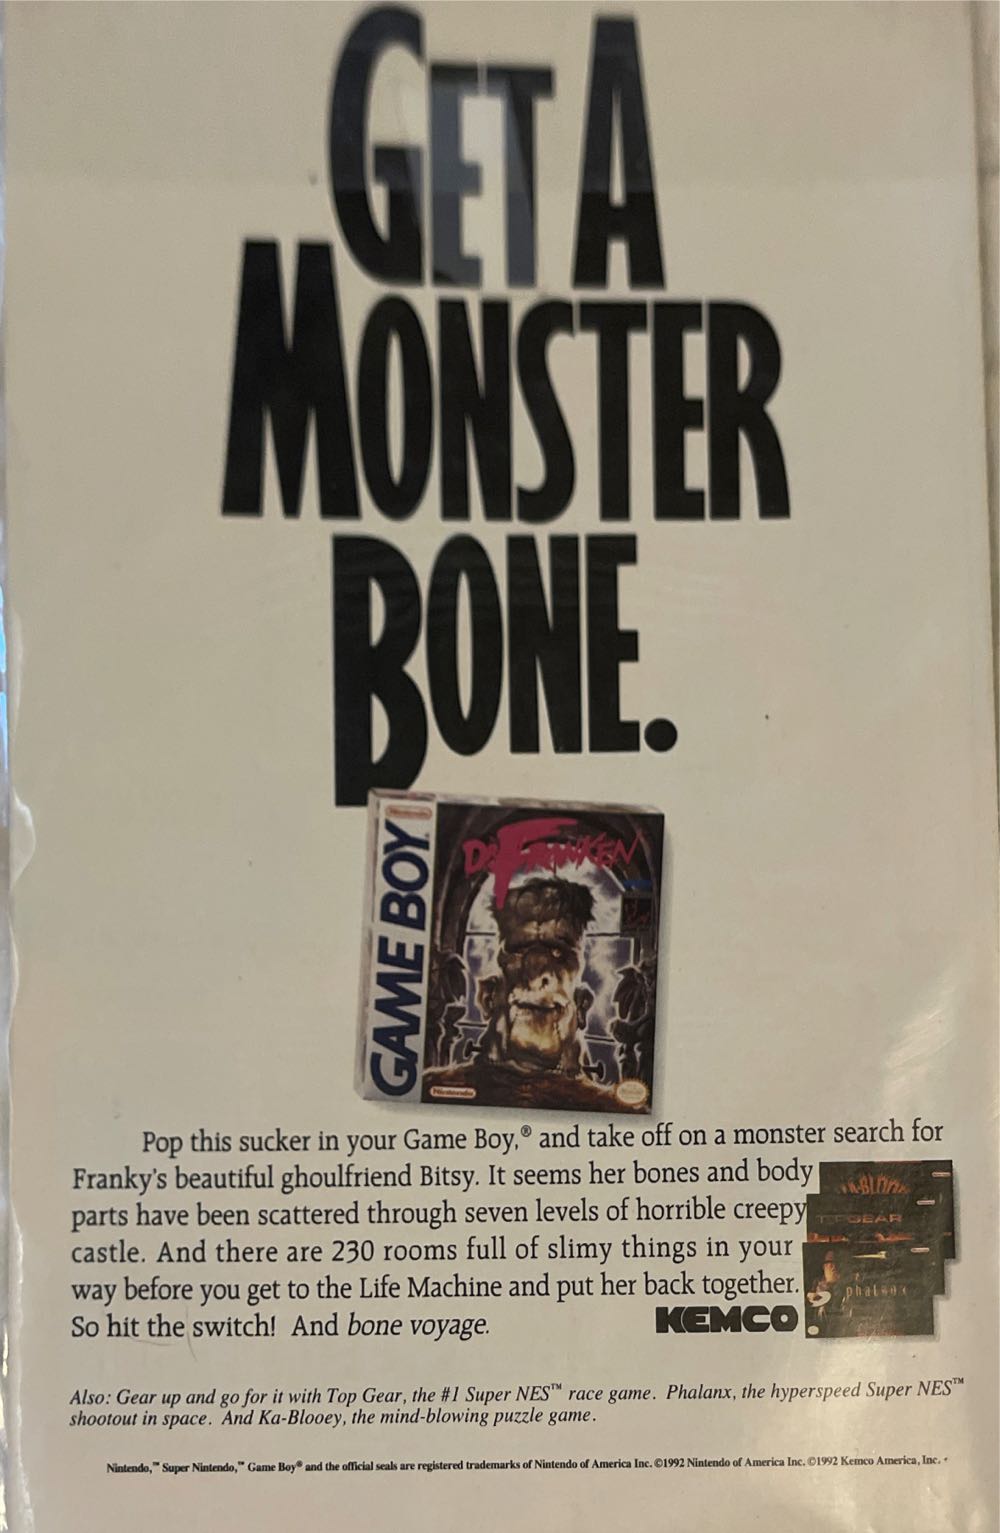 GET A
MONSTER
BONE.
Nintendo
GAME BOY
DR. FRANKEN
Nintendo
Pop this sucker in your Game Boy,® and take off on a monster search for
Franky's beautiful ghoulfriend Bitsy. It seems her bones and body
parts have been scattered through seven levels of horrible creepy
castle. And there are 230 rooms full of slimy things in your
way before you get to the Life Machine and put her back together.
So hit the switch! And bone voyage.
KEMCO
TOP GEAR
phalanx
Also: Gear up and go for it with Top Gear, the #1 Super NES™ race game. Phalanx, the hyperspeed Super NES™
shootout in space. And Ka-Blooey, the mind-blowing puzzle game.
Nintendo,™ Super Nintendo,™ Game Boy® and the official seals are registered trademarks of Nintendo of America Inc. ©1992 Nintendo of America Inc. ©1992 Kemco America, Inc.